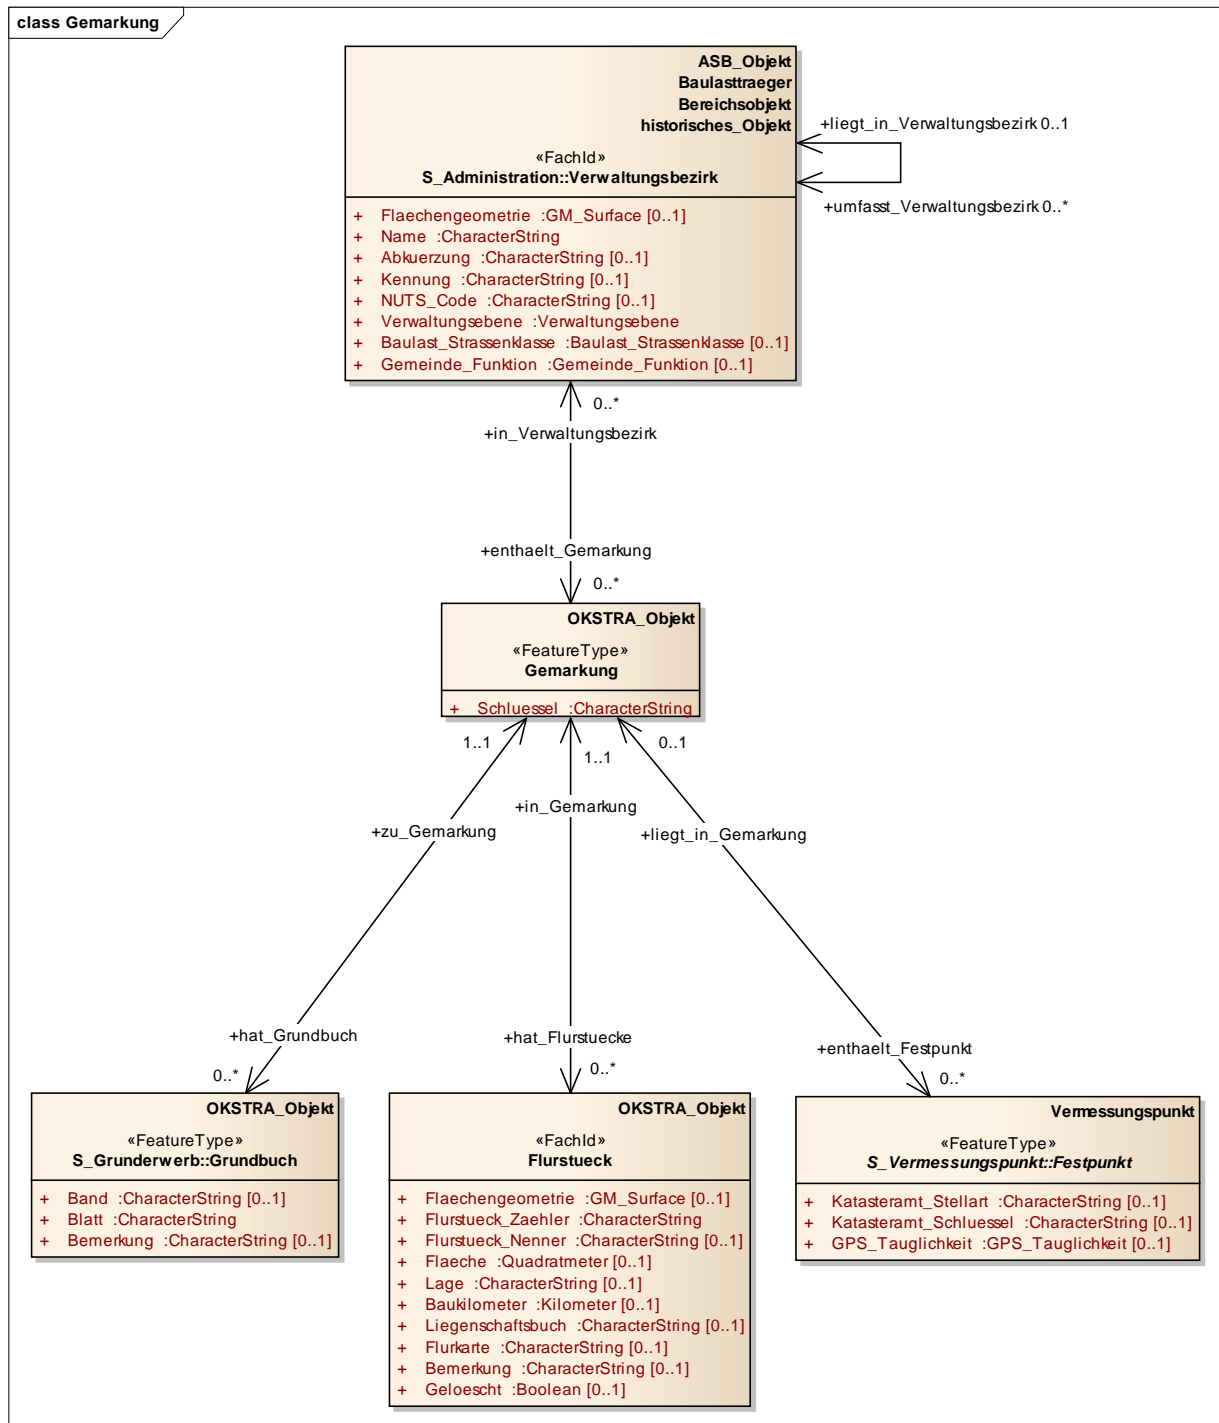 class Gemarkung
ASB_Objekt
Baulasttraeger
Bereichsobjekt
historisches_Objekt
«FachId»
S_Administration::Verwaltungsbezirk
+ Flaechengeometrie :GM_Surface [0..1]
+ Name :CharacterString
+ Abkuerzung :CharacterString [0..1]
+ Kennung :CharacterString [0..1]
+ NUTS_Code :CharacterString [0..1]
+ Verwaltungsebene :Verwaltungsebene
+ Baulast_Strassenklasse :Baulast_Strassenklasse [0..1]
+ Gemeinde_Funktion :Gemeinde_Funktion [0..1]
+liegt_in_Verwaltungsbezirk 0..1
+umfasst_Verwaltungsbezirk 0..*
0..*
+in_Verwaltungsbezirk
+enthaelt_Gemarkung
0..*
OKSTRA_Objekt
«FeatureType»
Gemarkung
+ Schluessel :CharacterString
1..1
1..1
0..1
+zu_Gemarkung
+in_Gemarkung
+liegt_in_Gemarkung
+hat_Grundbuch
+hat_Flurstuecke
+enthaelt_Festpunkt
0..*
0..*
0..*
OKSTRA_Objekt
«FeatureType»
S_Grunderwerb::Grundbuch
+ Band :CharacterString [0..1]
+ Blatt :CharacterString
+ Bemerkung :CharacterString [0..1]
OKSTRA_Objekt
«FachId»
Flurstueck
+ Flaechengeometrie :GM_Surface [0..1]
+ Flurstueck_Zaehler :CharacterString
+ Flurstueck_Nenner :CharacterString [0..1]
+ Flaeche :Quadratmeter [0..1]
+ Lage :CharacterString [0..1]
+ Baukilometer :Kilometer [0..1]
+ Liegenschaftsbuch :CharacterString [0..1]
+ Flurkarte :CharacterString [0..1]
+ Bemerkung :CharacterString [0..1]
+ Geloescht :Boolean [0..1]
Vermessungspunkt
«FeatureType»
S_Vermessungspunkt::Festpunkt
+ Katasteramt_Stellart :CharacterString [0..1]
+ Katasteramt_Schluessel :CharacterString [0..1]
+ GPS_Tauglichkeit :GPS_Tauglichkeit [0..1]